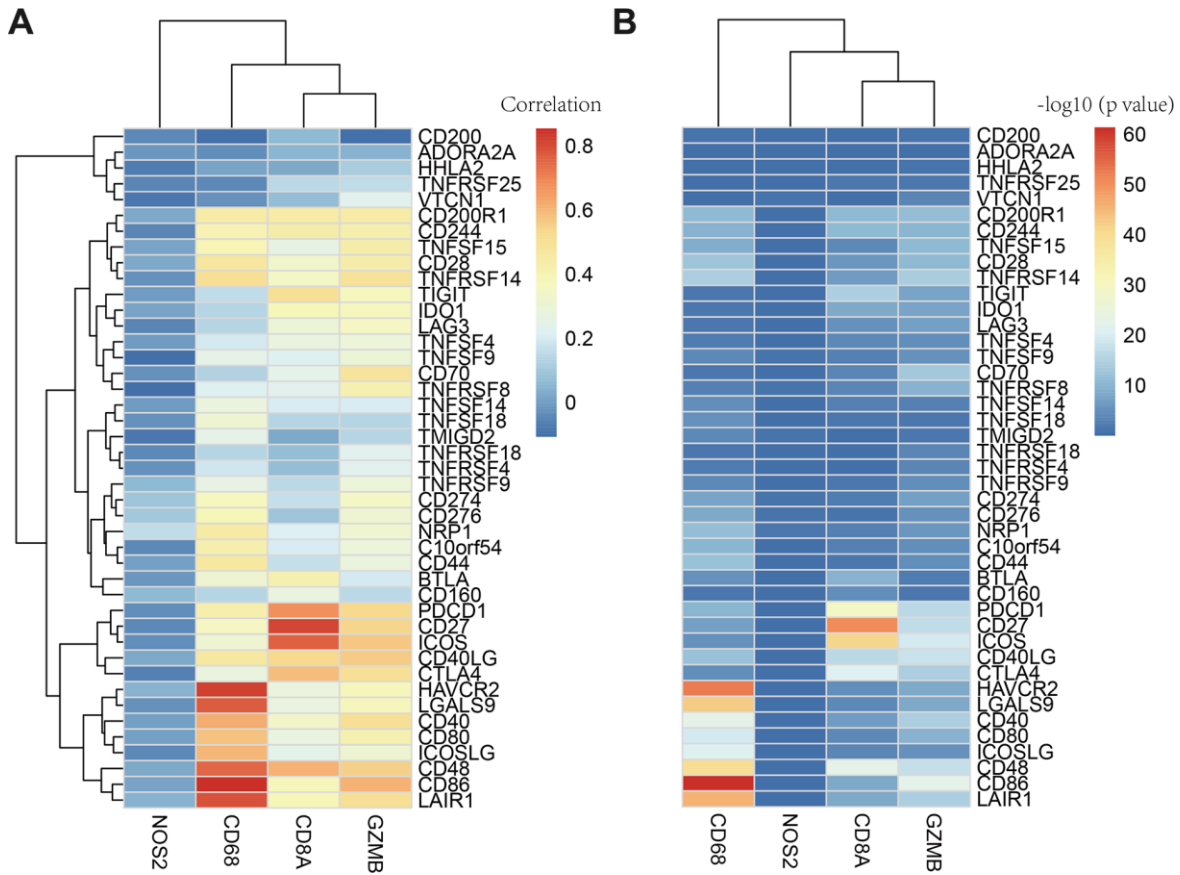 A
Correlation
0.8
0.6
0.4
0.2
0
CD200
ADORA2A
HHLA2
TNFRSF25
VTCN1
CD200R1
CD244
TNFSF15
CD28
TNFRSF14
TIGIT
IDO1
LAG3
TNFSF4
TNFSF9
CD70
TNFRSF8
TNFSF14
TNFSF18
TMIGD2
TNFRSF18
TNFRSF4
TNFRSF9
CD274
CD276
NRP1
C10orf54
CD44
BTLA
CD160
PDCD1
CD27
ICOS
CD40LG
CTLA4
HAVCR2
LGALS9
CD40
CD80
ICOSLG
CD48
CD86
LAIR1
NOS2
CD68
CD8A
GZMB
B
-log10 (p value)
60
50
40
30
20
10
CD200
ADORA2A
HHLA2
TNFRSF25
VTCN1
CD200R1
CD244
TNFSF15
CD28
TNFRSF14
TIGIT
IDO1
LAG3
TNFSF4
TNFSF9
CD70
TNFRSF8
TNFSF14
TNFSF18
TMIGD2
TNFRSF18
TNFRSF4
TNFRSF9
CD274
CD276
NRP1
C10orf54
CD44
BTLA
CD160
PDCD1
CD27
ICOS
CD40LG
CTLA4
HAVCR2
LGALS9
CD40
CD80
ICOSLG
CD48
CD86
LAIR1
CD68
NOS2
CD8A
GZMB